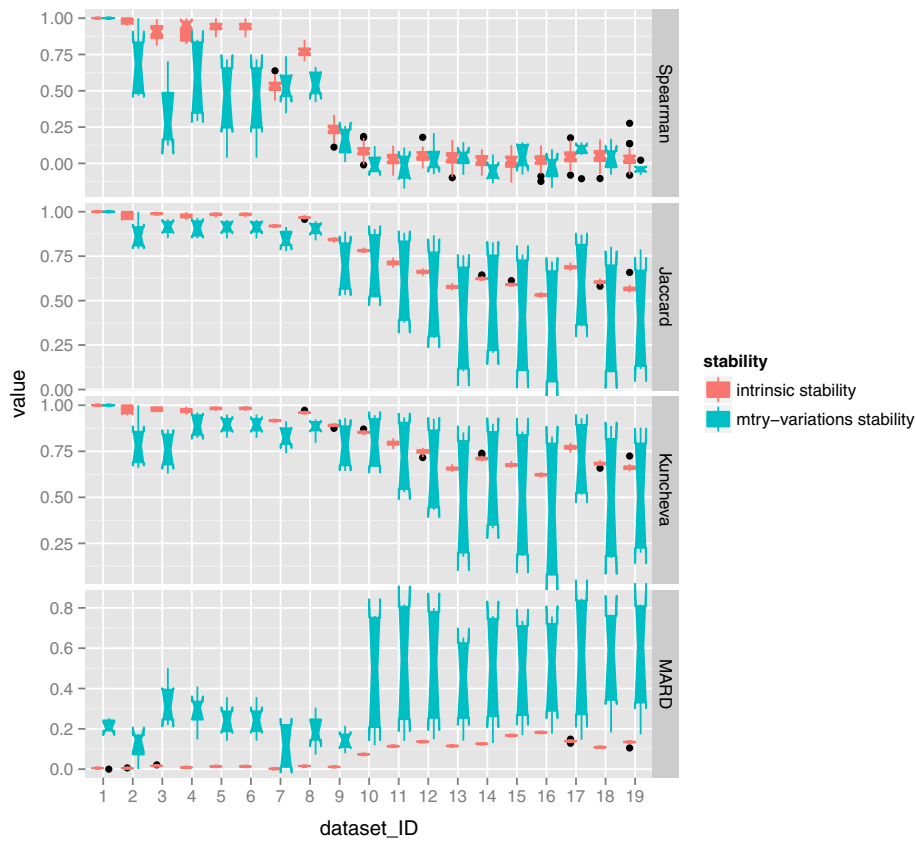 1.00
0.75
0.50
0.25
0.00
Spearman
1.00
0.75
0.50
0.25
0.00
Jaccard
1.00
0.75
0.50
0.25
Kuncheva
0.8
0.6
0.4
0.2
0.0
MARD
value
1 2 3 4 5 6 7 8 9 10 11 12 13 14 15 16 17 18 19
dataset_ID
stability
intrinsic stability
mtry−variations stability